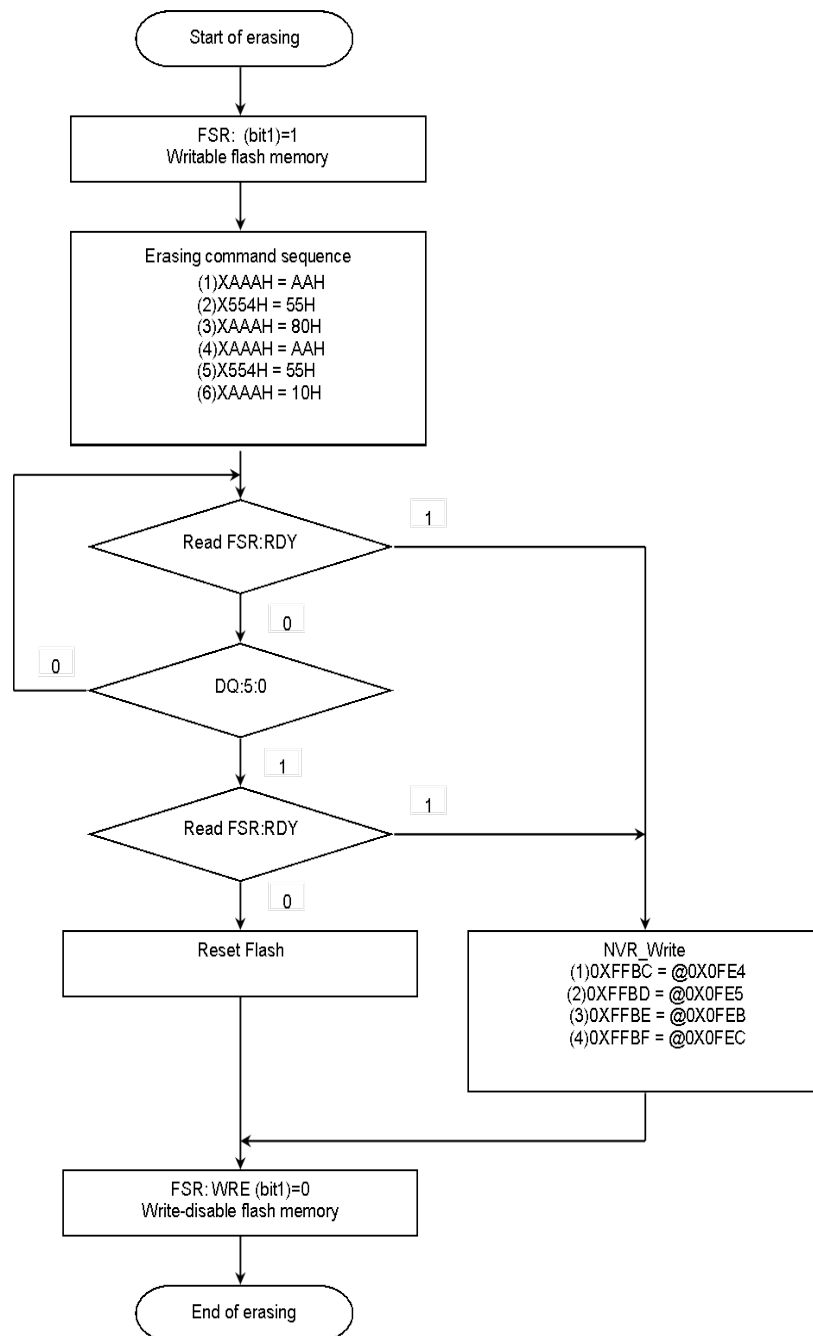 Start of erasing
FSR: (bit1)=1
Writable flash memory
Erasing command sequence
(1)XAAAH = AAH
(2)X554H = 55H
(3)XAAAH = 80H
(4)XAAAH = AAH
(5)X554H = 55H
(6)XAAAH = 10H
Read FSR:RDY
1
0
DQ:5:0
0
1
Read FSR:RDY
1
0
Reset Flash
NVR_Write
(1)0XFFBC = @0X0FE4
(2)0XFFBD = @0X0FE5
(3)0XFFBE = @0X0FEB
(4)0XFFBF = @0X0FEC
FSR: WRE (bit1)=0
Write-disable flash memory
End of erasing